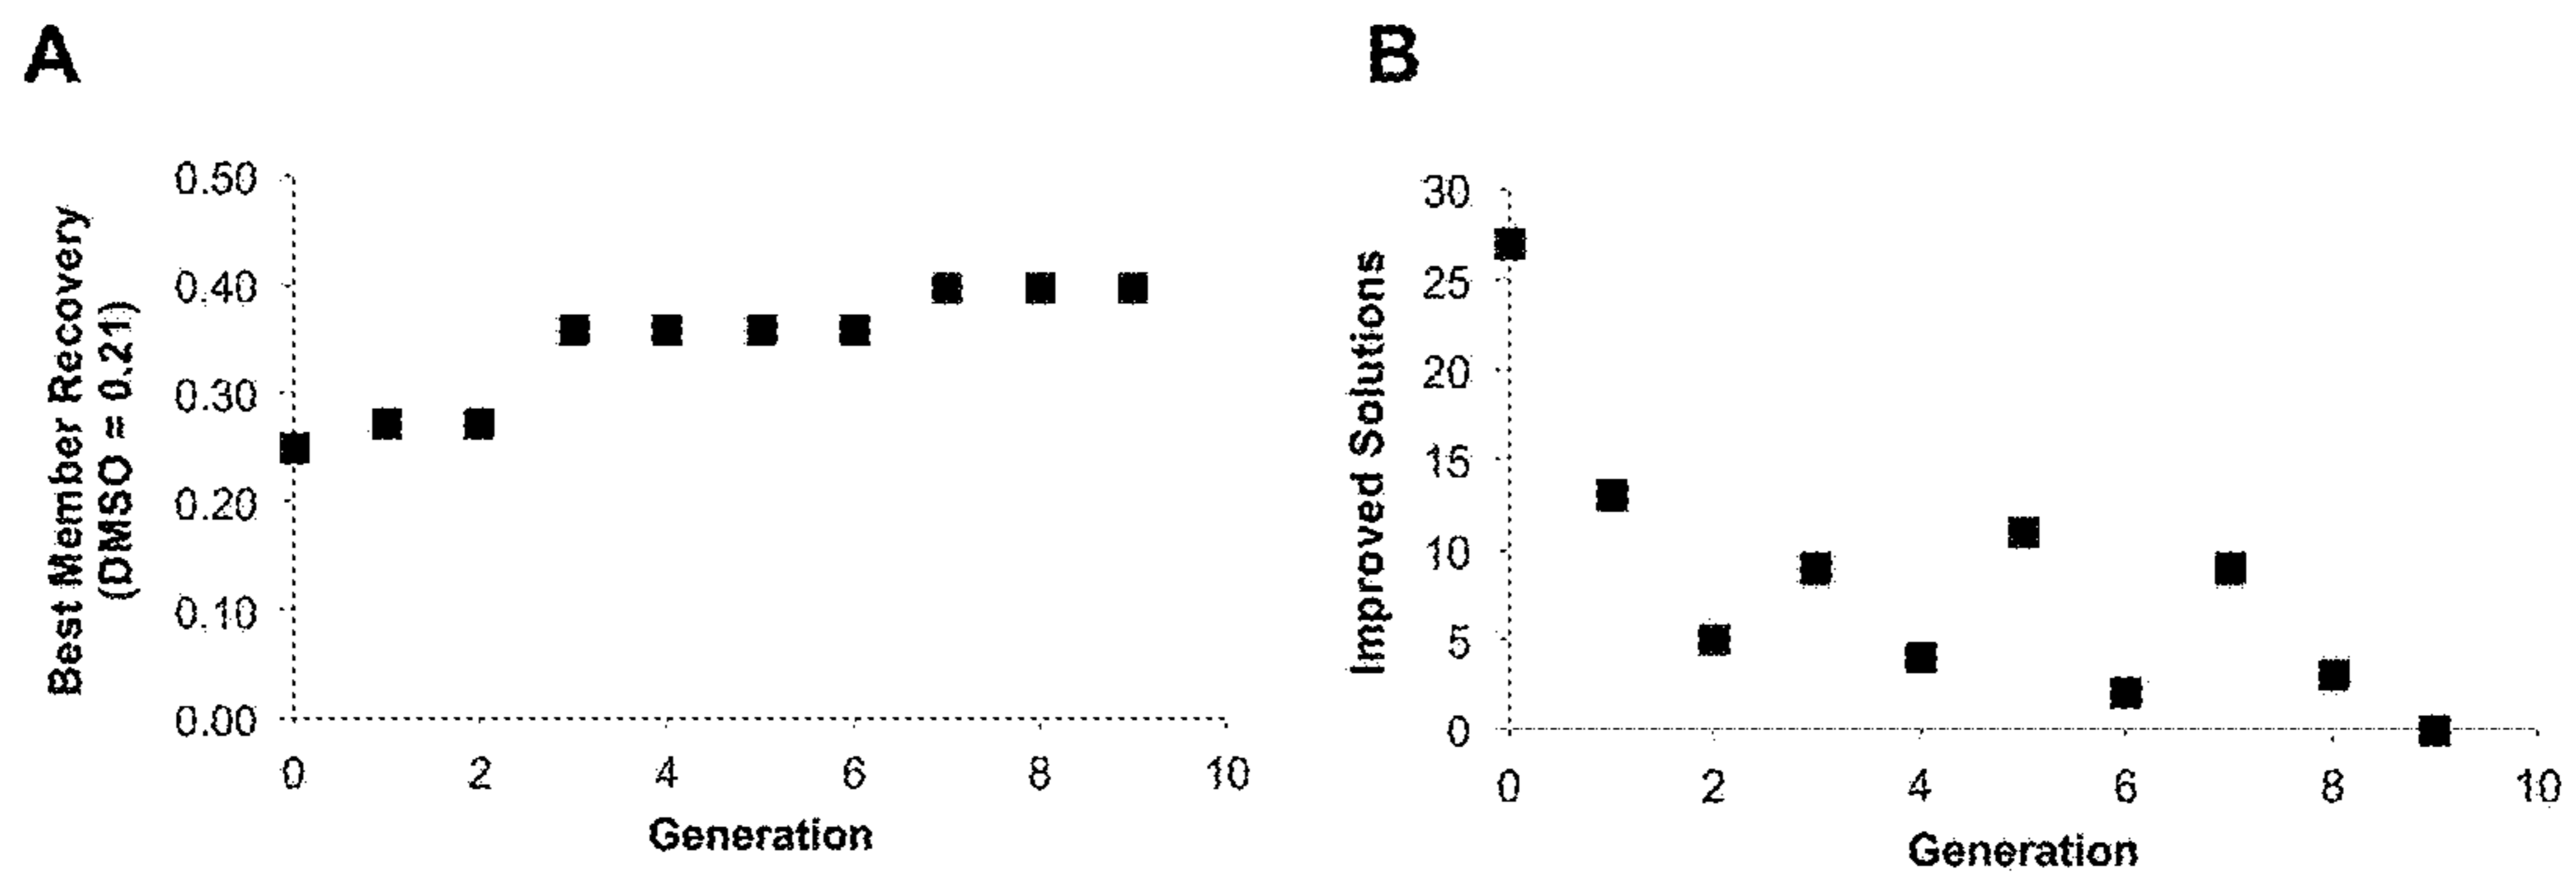 A
Best Member Recovery
(DMSO = 0.21)
0.50
0.40
0.30
0.20
0.10
0.00
0 2 4 6 8 10
Generation
B
Improved Solutions
30
25
20
15
10
5
0
0 2 4 6 8 10
Generation